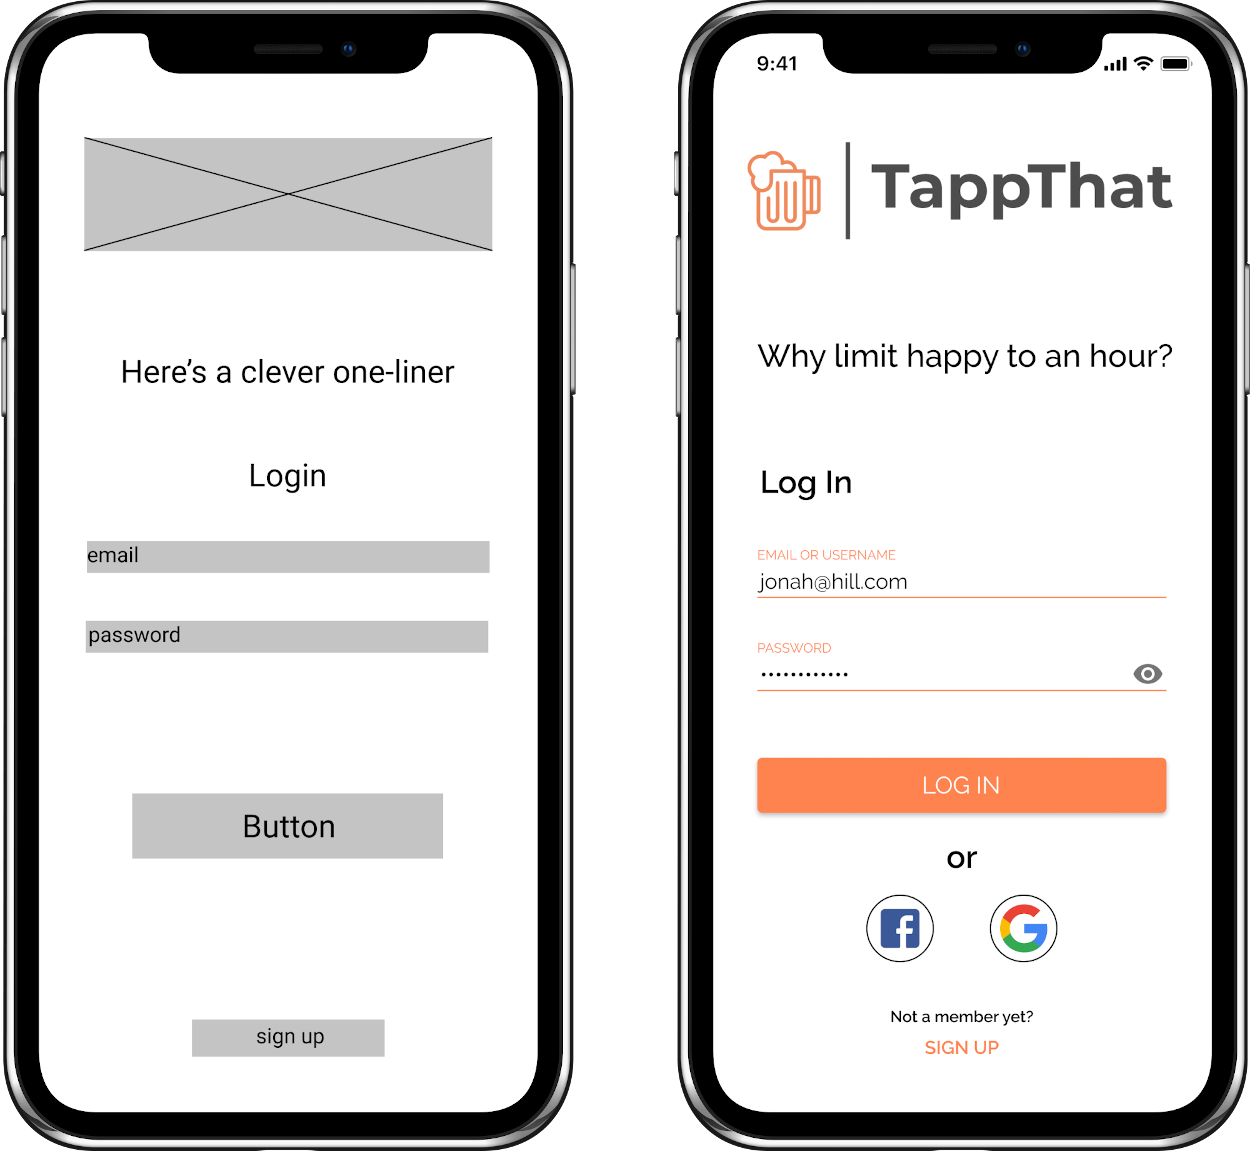 Here’s a clever one-liner
Login
email
password
Button
sign up
9:41
TappThat
Why limit happy to an hour?
Log In
EMAIL OR USERNAME
jonah@hill.com
PASSWORD
••••••••••••
LOG IN
or
Not a member yet?
SIGN UP